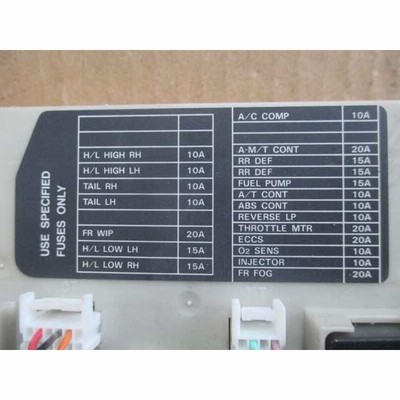 USE SPECIFIED
FUSES ONLY
H/L HIGH RH 10A
H/L HIGH LH 10A
TAIL RH 10A
TAIL LH 10A
FR WIP 20A
H/L LOW LH 15A
H/L LOW RH 15A
A/C COMP 10A
A-M/T CONT 20A
RR DEF 15A
RR DEF 15A
FUEL PUMP 15A
A/T CONT 10A
ABS CONT 10A
REVERSE LP 10A
THROTTLE MTR 20A
ECCS 20A
O2 SENS 10A
INJECTOR 10A
FR FOG 20A